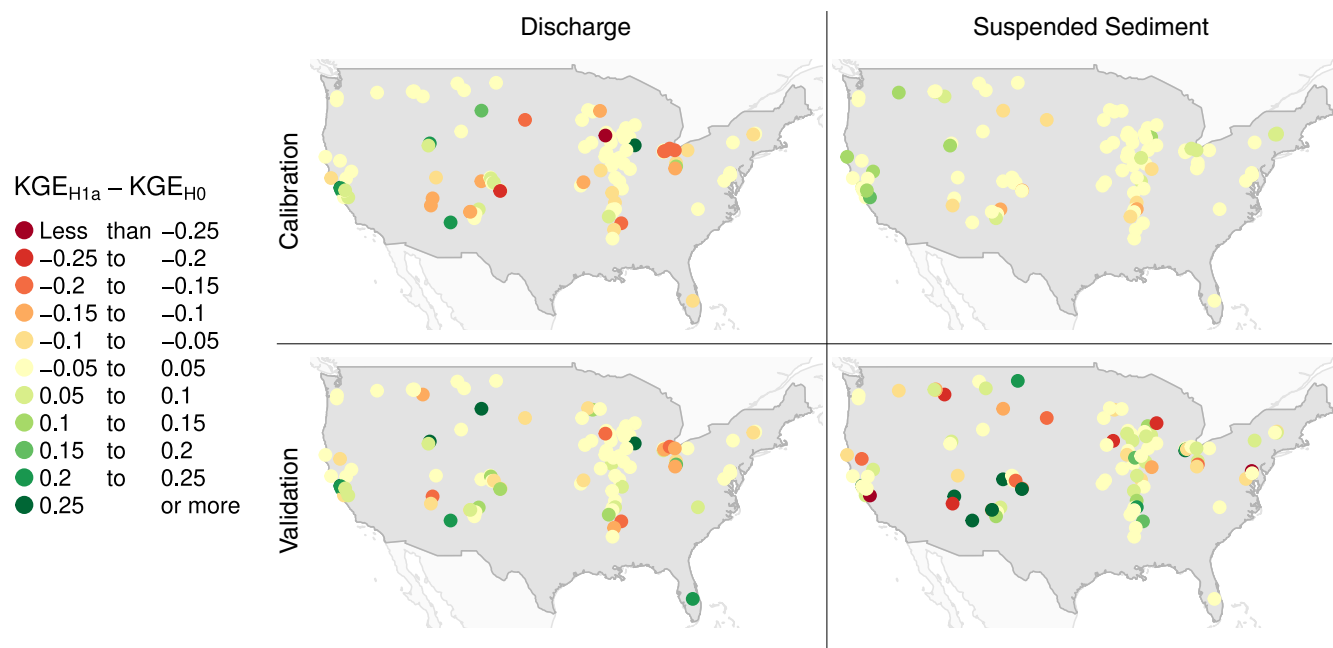 Discharge
Suspended Sediment
Calibration
Validation
KGE_H1a − KGE_H0
Less than −0.25
−0.25 to −0.2
−0.2 to −0.15
−0.15 to −0.1
−0.1 to −0.05
−0.05 to 0.05
0.05 to 0.1
0.1 to 0.15
0.15 to 0.2
0.2 to 0.25
0.25 or more